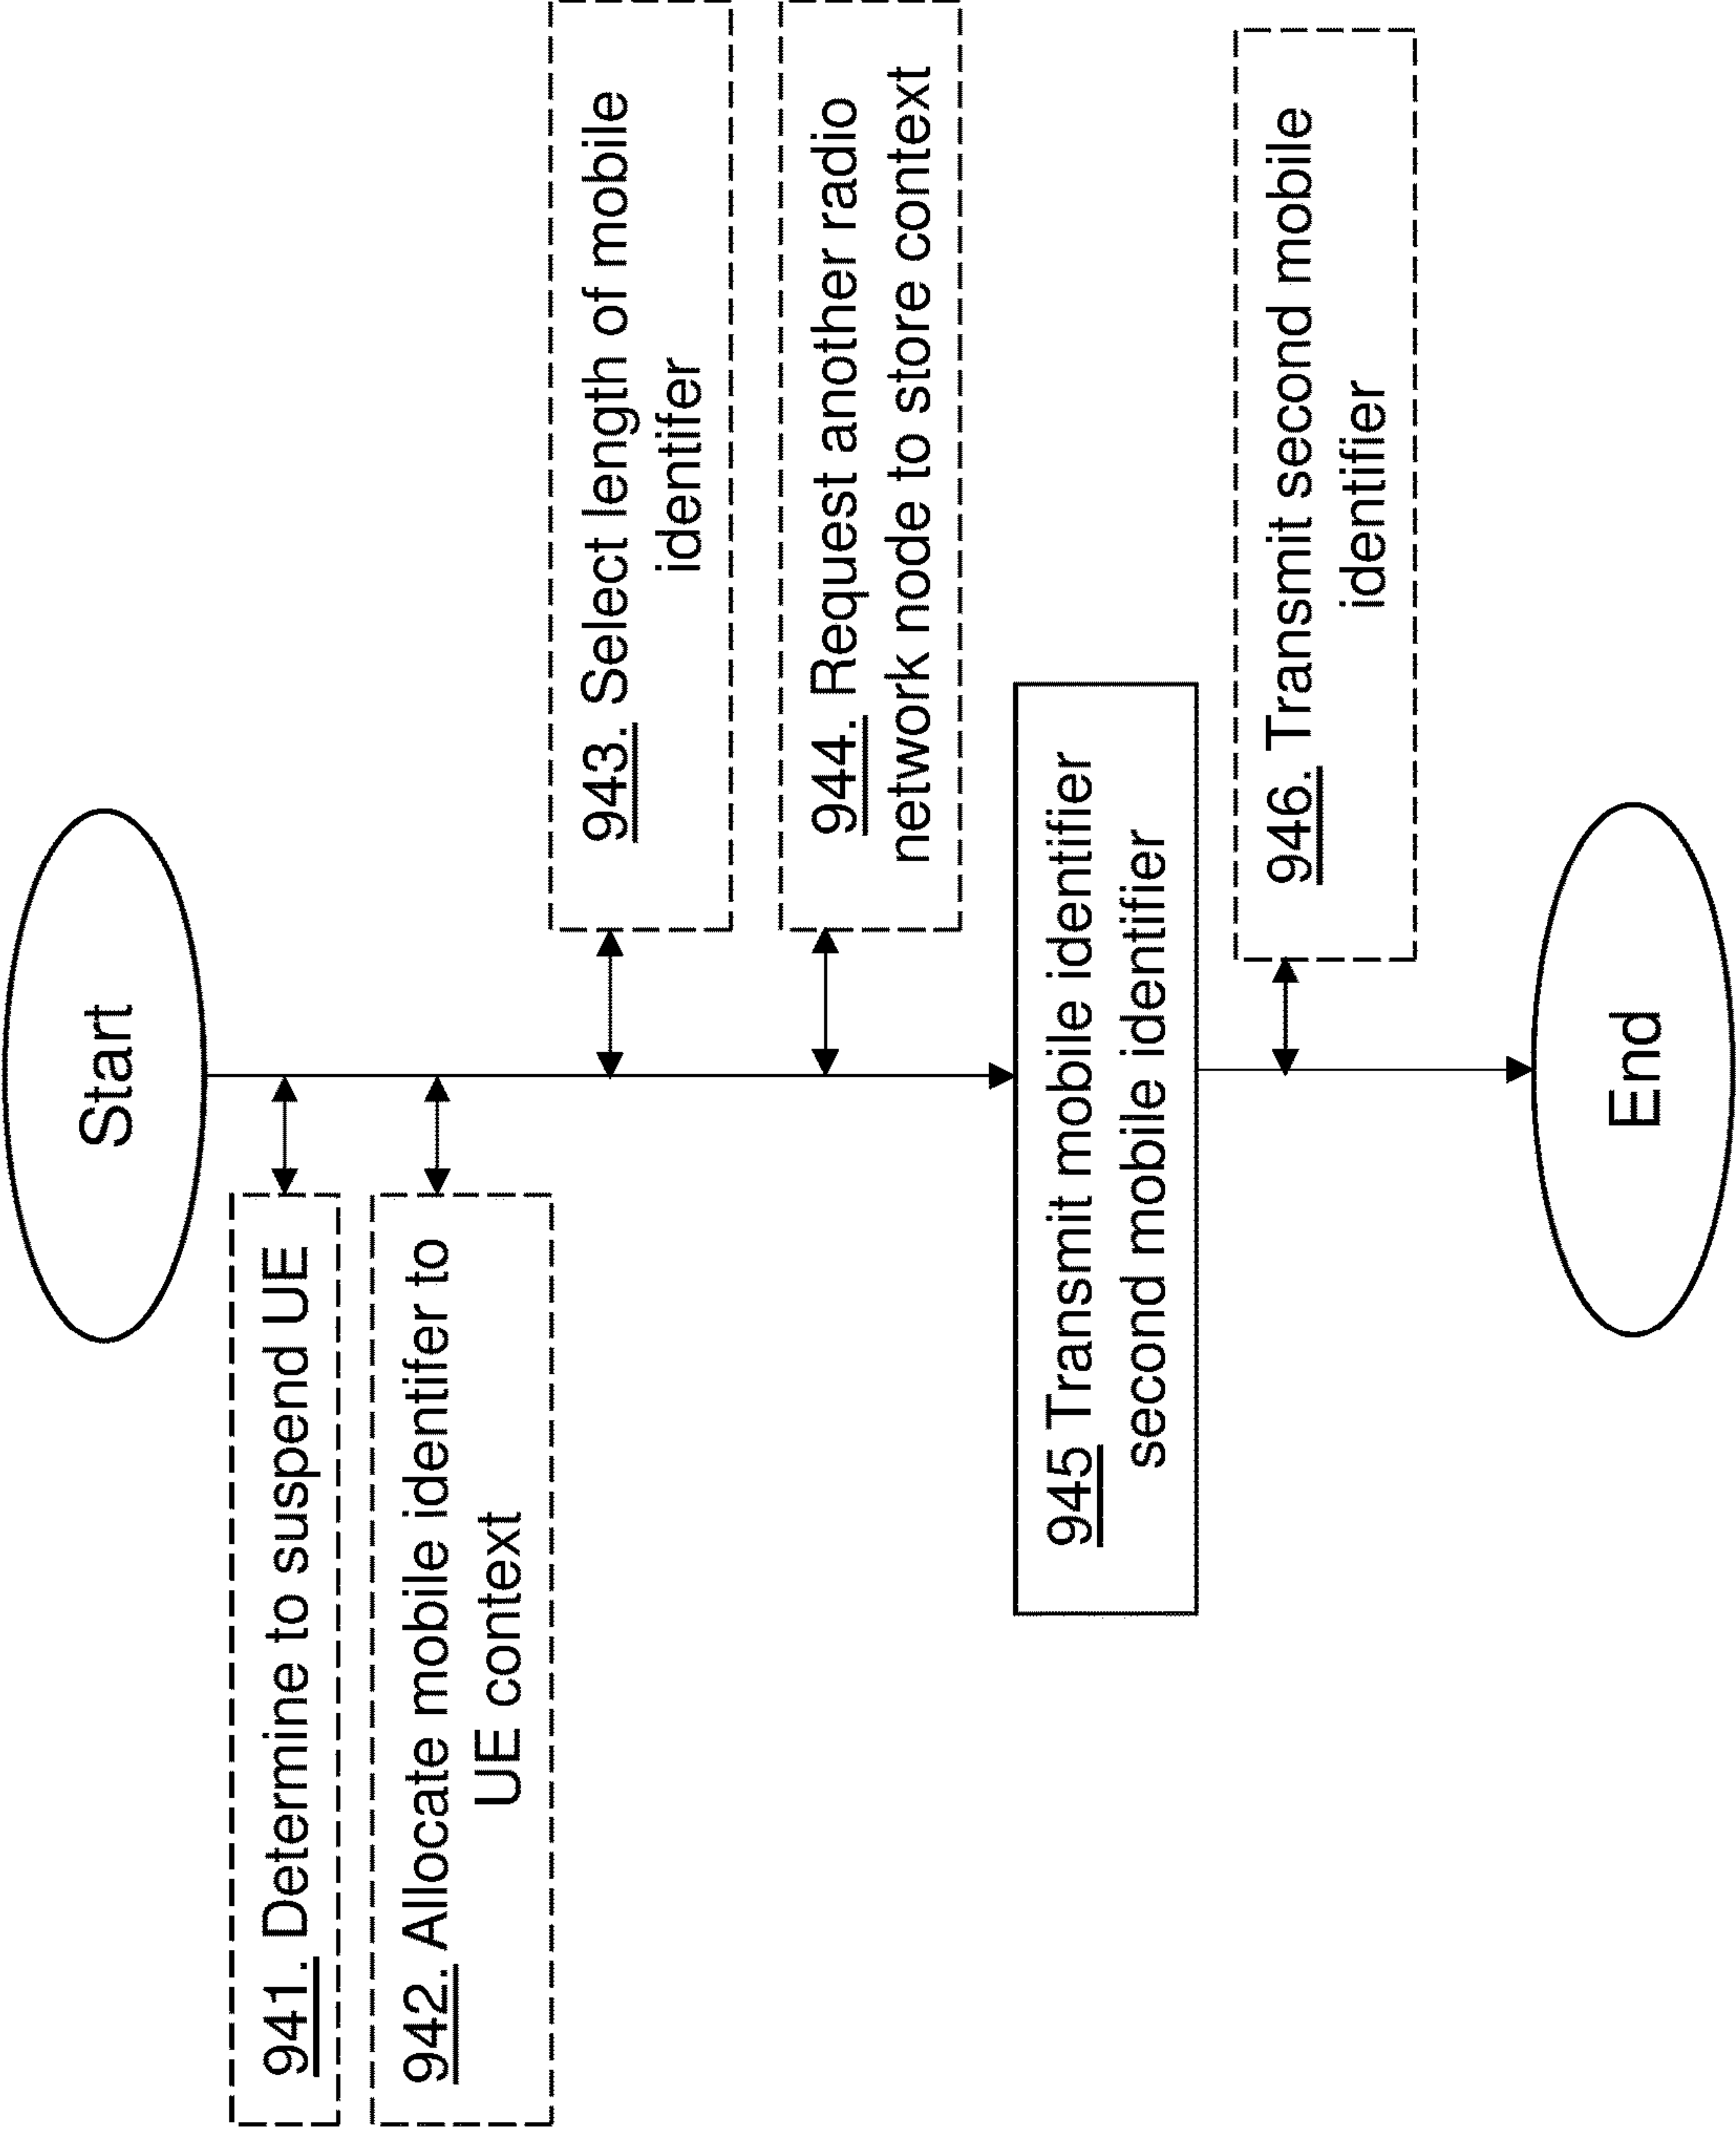 Start
941. Determine to suspend UE
942. Allocate mobile identifer to
UE context
943. Select length of mobile
identifer
944. Request another radio
network node to store context
945 Transmit mobile identifier
second mobile identifier
946. Transmit second mobile
identifier
End